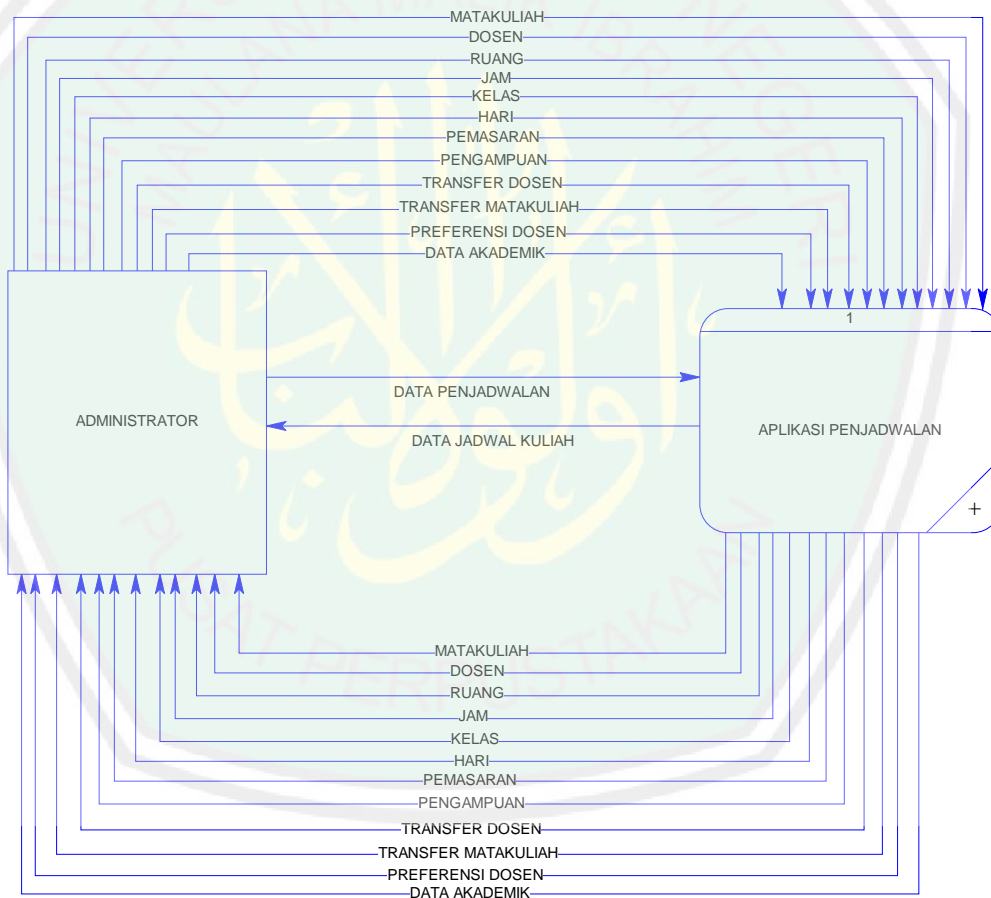 MATAKULIAH
DOSEN
RUANG
JAM
KELAS
HARI
PEMASARAN
PENGAMPUAN
TRANSFER DOSEN
TRANSFER MATAKULIAH
PREFERENSI DOSEN
DATA AKADEMIK
1
DATA PENJADWALAN
ADMINISTRATOR
APLIKASI PENJADWALAN
DATA JADWAL KULIAH
+
MATAKULIAH
DOSEN
RUANG
JAM
KELAS
HARI
PEMASARAN
PENGAMPUAN
TRANSFER DOSEN
TRANSFER MATAKULIAH
PREFERENSI DOSEN
DATA AKADEMIK
PUSAT PERPUSTAKAAN